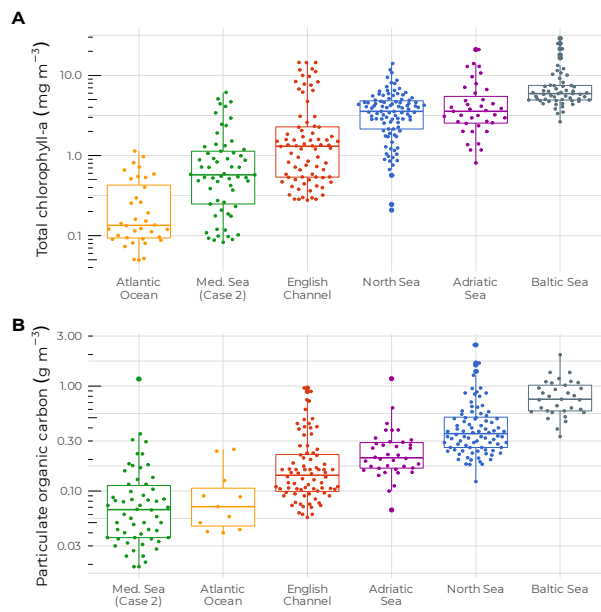 A
Total chlorophyll-a (mg m⁻³)
10.0
1.0
0.1
Atlantic Ocean
Med. Sea (Case 2)
English Channel
North Sea
Adriatic Sea
Baltic Sea
B
Particulate organic carbon (g m⁻³)
3.00
1.00
0.30
0.10
0.03
Med. Sea (Case 2)
Atlantic Ocean
English Channel
Adriatic Sea
North Sea
Baltic Sea